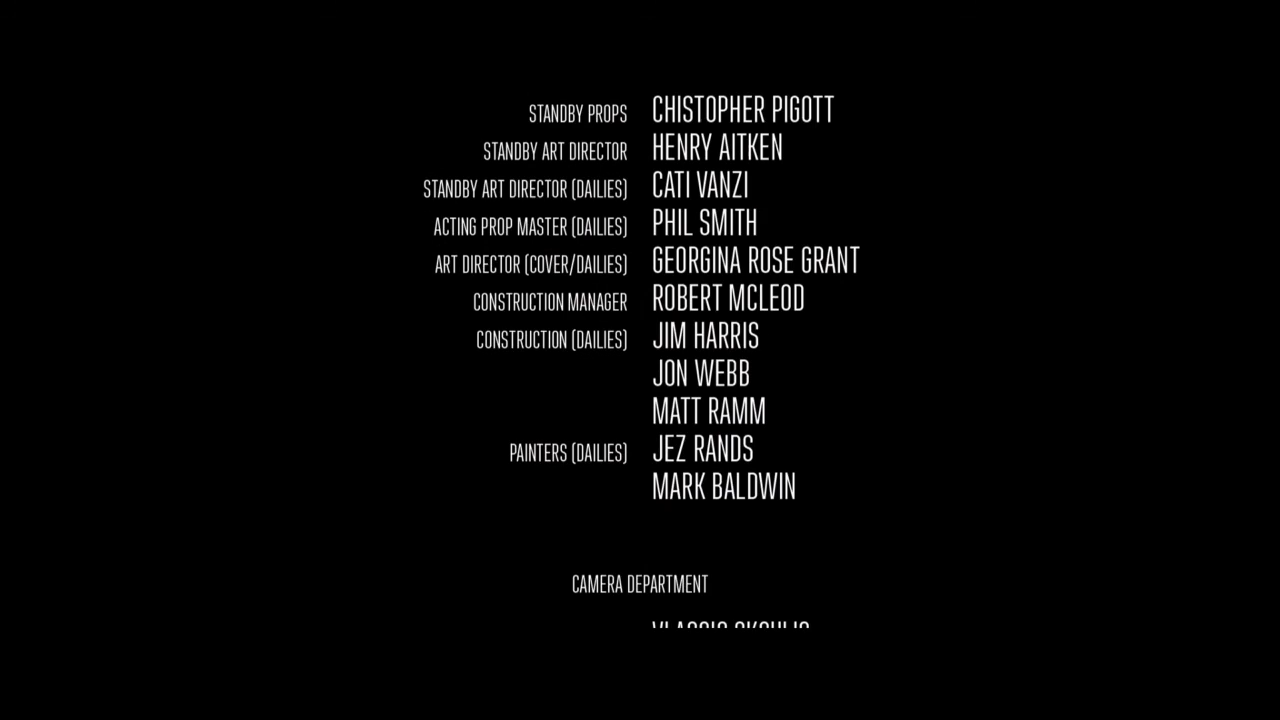 STANDBY PROPS CHISTOPHER PIGOTT
STANDBY ART DIRECTOR HENRY AITKEN
STANDBY ART DIRECTOR (DAILIES) CATI VANZI
ACTING PROP MASTER (DAILIES) PHIL SMITH
ART DIRECTOR (COVER/DAILIES) GEORGINA ROSE GRANT
CONSTRUCTION MANAGER ROBERT MCLEOD
CONSTRUCTION (DAILIES) JIM HARRIS
JON WEBB
MATT RAMM
PAINTERS (DAILIES) JEZ RANDS
MARK BALDWIN
CAMERA DEPARTMENT